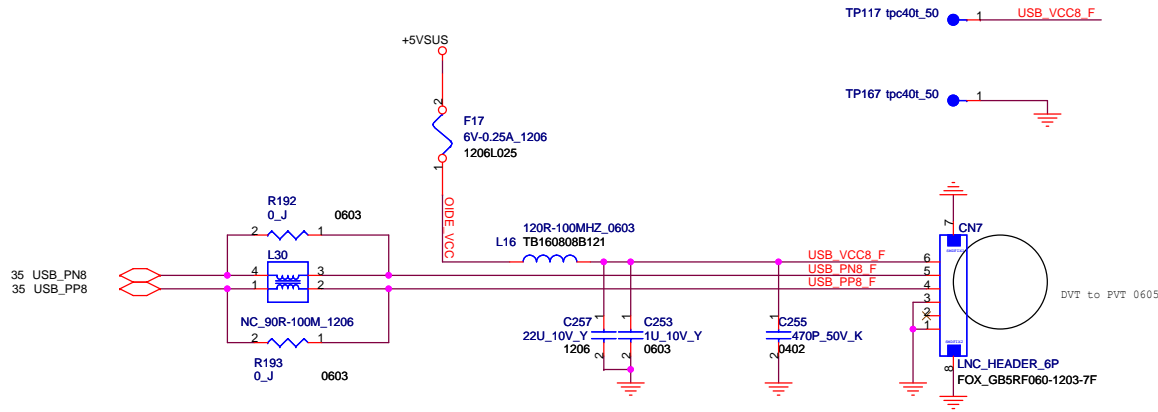 TP117 tpc40t_50
1
USB_VCC8_F
+5VSUS
TP167 tpc40t_50
1
2
F17
6V-0.25A_1206
1206L025
1
OIDE_VCC
R192
0_J
0603
2
1
120R-100MHZ_0603
L16 TB160808B121
7
CN7
L30
4
3
1
2
35 USB_PN8
35 USB_PP8
USB_VCC8_F
USB_PN8_F
USB_PP8_F
6
5
4
3
2
1
DVT to PVT 0605
NC_90R-100M_1206
2
1
R193
0_J
0603
1
C257
22U_10V_Y
1206
2
1
C253
1U_10V_Y
0603
2
1
C255
470P_50V_K
0402
2
8
LNC_HEADER_6P
FOX_GB5RF060-1203-7F